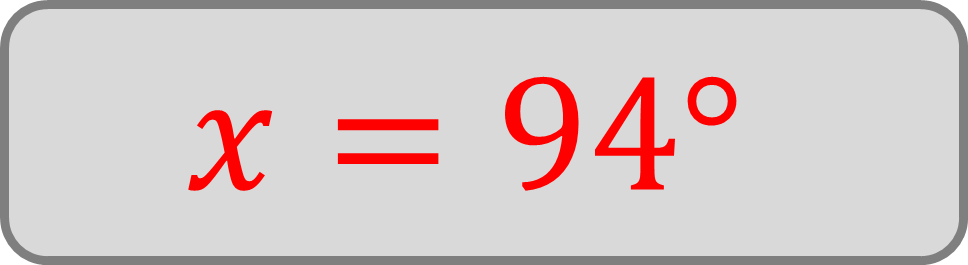 x = 94°